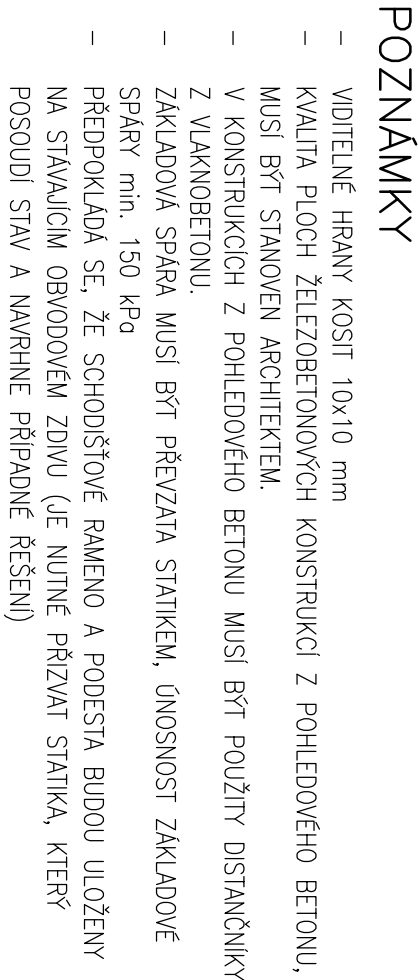 POZNÁMKY
- VIDITELNÉ HRANY KOSIT 10x10 mm
- KVALITA PLOCH ŽELEZOBETONOVÝCH KONSTRUKCÍ Z POHLEDOVÉHO BETONU,
MUSÍ BÝT STANOVEN ARCHITEKTEM.
- V KONSTRUKCÍCH Z POHLEDOVÉHO BETONU MUSÍ BÝT POUŽITY DISTANČNÍKY
Z VLAKNOBETONU.
- ZÁKLADOVÁ SPÁRA MUSÍ BÝT PŘEVZATA STATIKEM, ÚNOSNOST ZÁKLADOVÉ
SPÁRY min. 150 kPa
- PŘEDPOKLÁDÁ SE, ŽE SCHODIŠŤOVÉ RAMENO A PODESTA BUDOU ULOŽENY
NA STÁVAJÍCÍM OBVODOVÉM ZDIVU (JE NUTNÉ PŘIZVAT STATIKA, KTERÝ
POSOUDÍ STAV A NAVRHNE PŘÍPADNÉ ŘEŠENÍ)